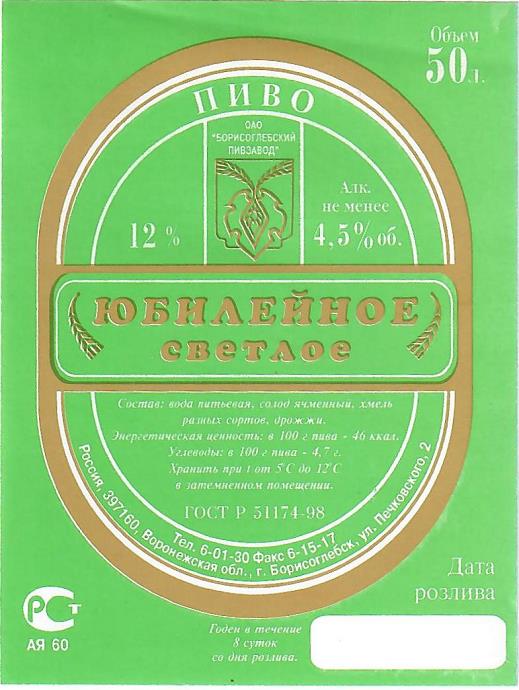 Объем
50л.
ПИВО
ОАО
"БОРИСОГЛЕБСКИЙ
ПИВЗАВОД"
12 %
Алк.
не менее
4,5% об.
ЮБИЛЕЙНОЕ
светлое
Состав: вода питьевая, солод ячменный, хмель
разных сортов, дрожжи.
Энергетическая ценность: в 100 г пива - 46 ккал.
Углеводы: в 100 г пива - 4,7 г.
Хранить при t от 5°С до 12°С
в затемненном помещении.
ГОСТ Р 51174-98
Тел. 6-01-30 Факс 6-15-17
Россия, 397160, Воронежская обл., г. Борисоглебск, ул. Печковского, 2
РСТ
АЯ 60
Годен в течение
8 суток
со дня розлива.
Дата
розлива